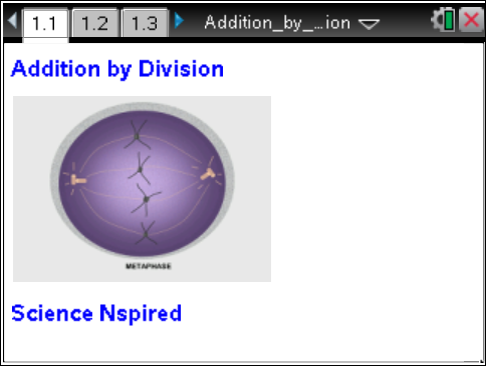 1.1 1.2 1.3 Addition_by_...ion
Addition by Division
METAPHASE
Science Nspired